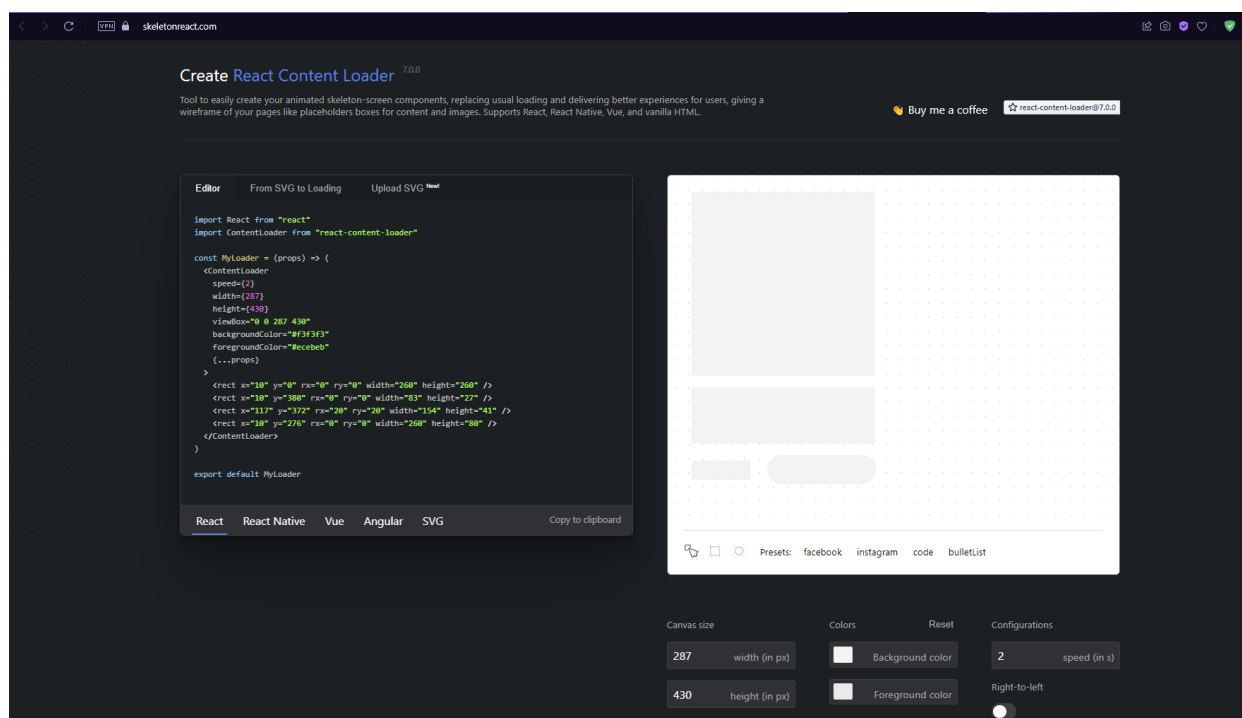 VPN
skeletonreact.com
Create React Content Loader 7.0.0
Tool to easily create your animated skeleton-screen components, replacing usual loading and delivering better experiences for users, giving a
wireframe of your pages like placeholders boxes for content and images. Supports React, React Native, Vue, and
vanilla HTML.
Buy me a coffee
react-content-loader@7.0.0
Editor From SVG to Loading Upload SVG New!
import React from "react"
import ContentLoader from "react-content-loader"
const MyLoader = (props) => (
<ContentLoader
speed={2}
width={287}
height={430}
viewBox="0 0 287 430"
backgroundColor="#f3f3f3"
foregroundColor="#ecebeb"
{...props}
>
<rect x="10" y="0" rx="0" ry="0" width="260" height="260" />
<rect x="10" y="380" rx="0" ry="0" width="83" height="27" />
<rect x="117" y="372" rx="20" ry="20" width="154" height="41" />
<rect x="10" y="276" rx="0" ry="0" width="260" height="80" />
</ContentLoader>
)
export default MyLoader
React React Native Vue Angular SVG Copy to clipboard
Presets: facebook instagram code bulletList
Canvas size Colors Reset Configurations
287 width (in px) Background color 2 speed (in s)
430 height (in px) Foreground color Right-to-left